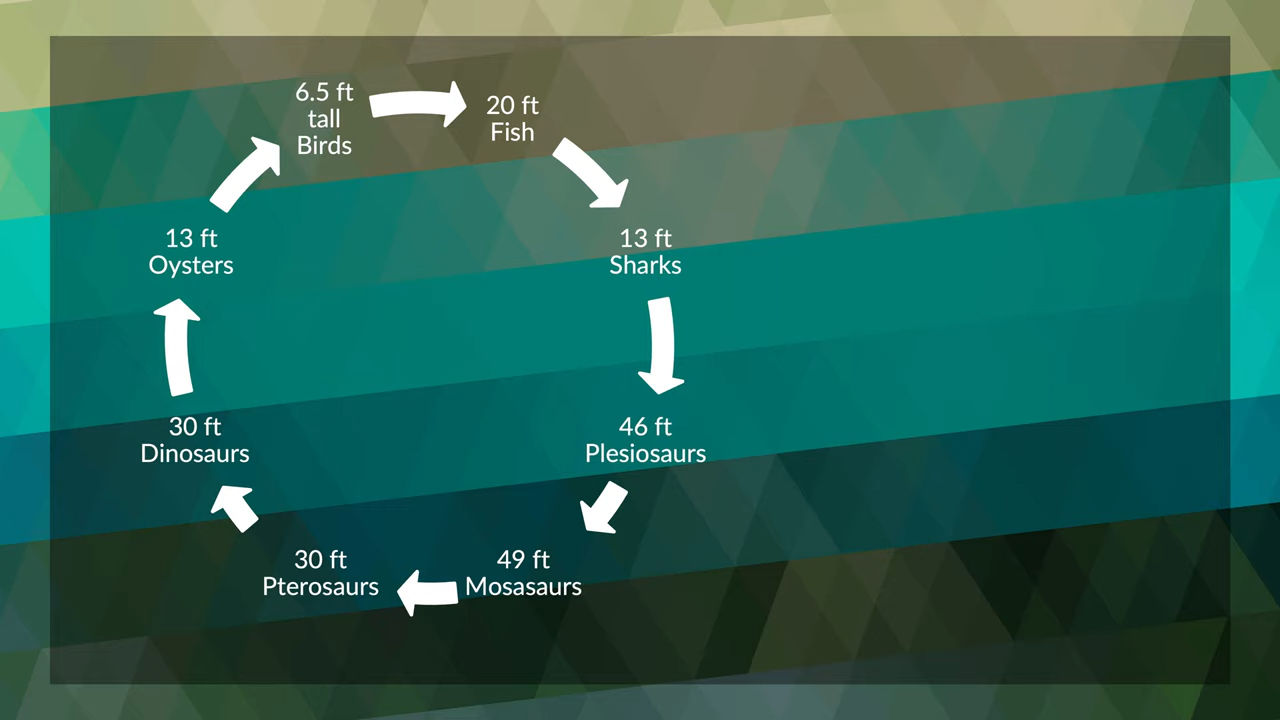 6.5 ft
tall
Birds
20 ft
Fish
13 ft
Sharks
46 ft
Plesiosaurs
49 ft
Mosasaurs
30 ft
Pterosaurs
30 ft
Dinosaurs
13 ft
Oysters